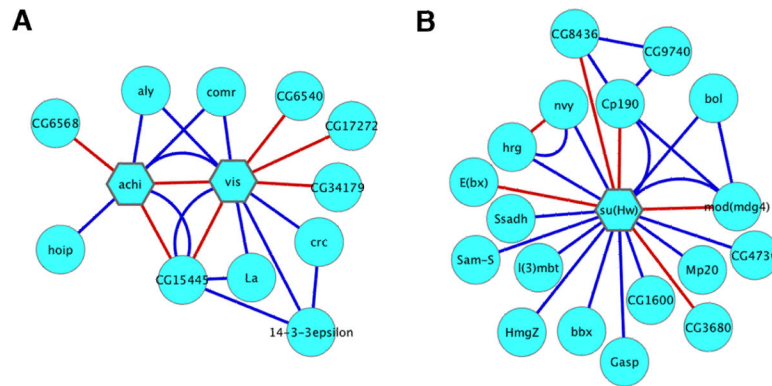 A
aly
comr
CG6540
CG6568
CG17272
achi
vis
CG34179
hoip
crc
CG15445
La
14-3-3epsilon
B
CG8436
CG9740
nvy
Cp190
bol
hrg
E(bx)
su(Hw)
mod(mdg4)
Ssadh
Sam-S
l(3)mbt
Mp20
CG473
CG1600
HmgZ
bbx
CG3680
Gasp